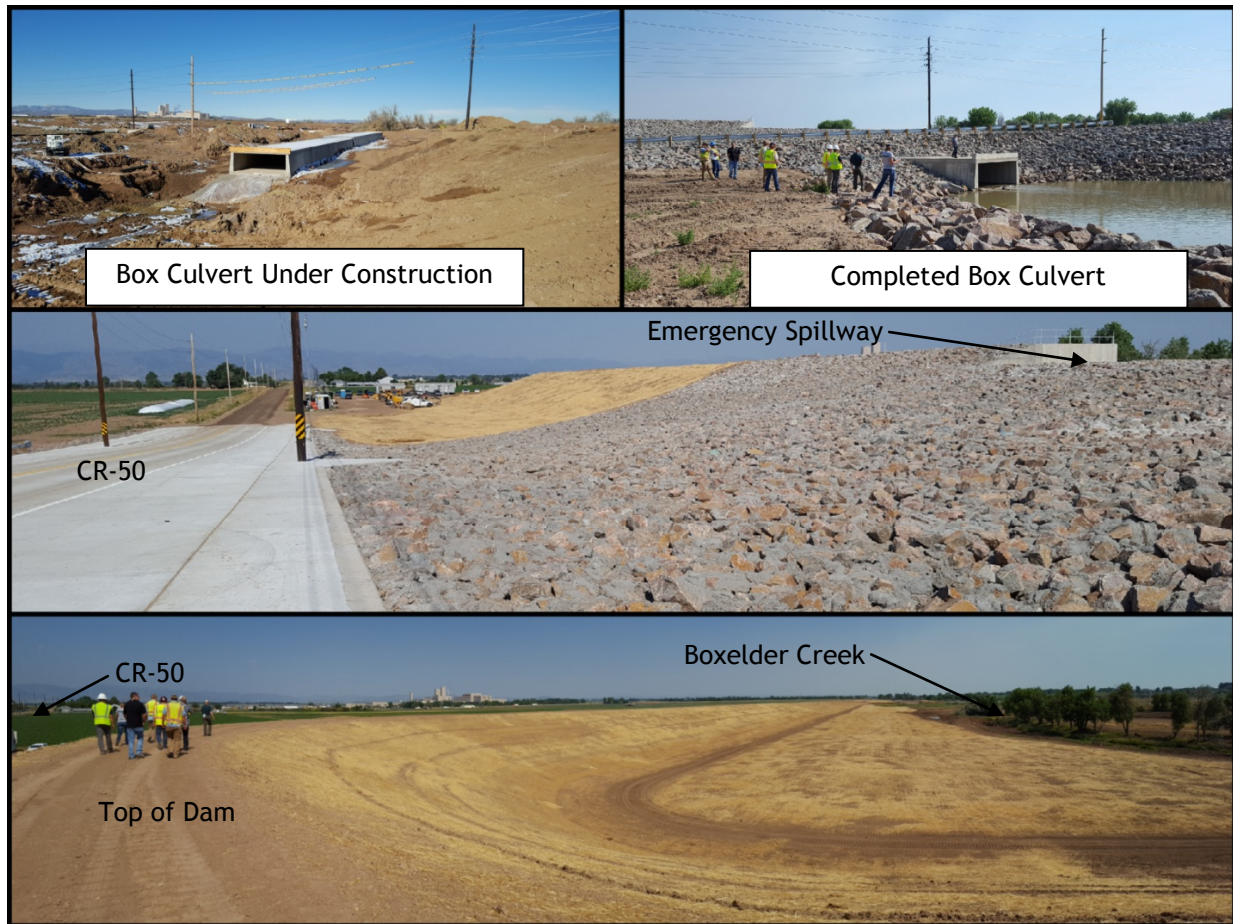 Box Culvert Under Construction
Completed Box Culvert
Emergency Spillway
CR-50
CR-50
Boxelder Creek
Top of Dam